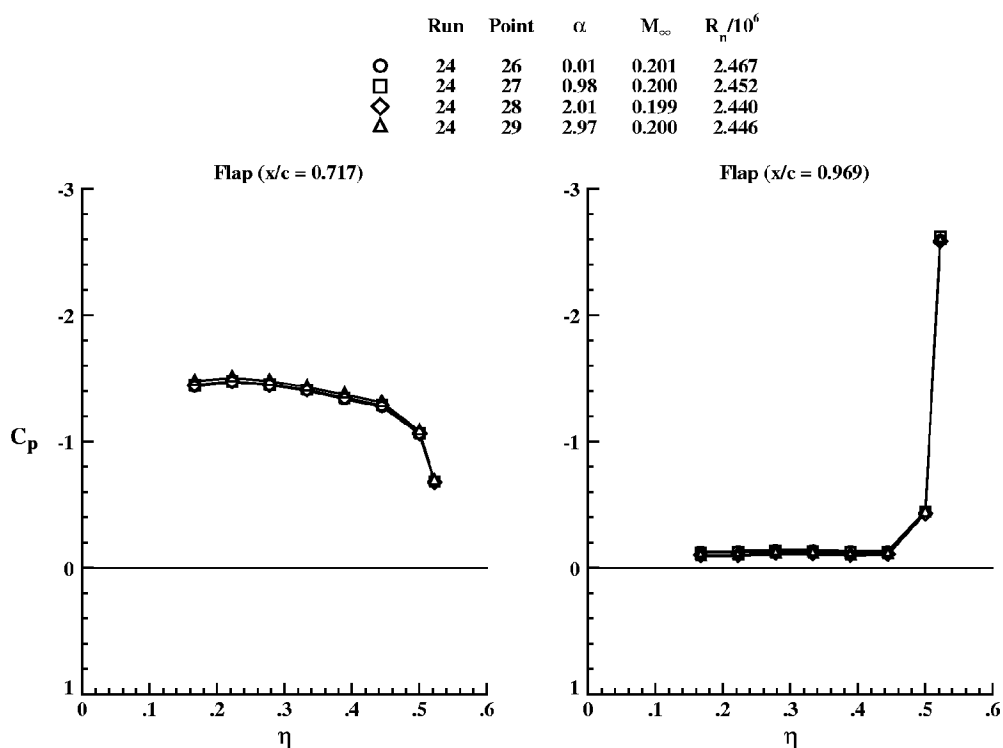 Run Point α M∞ Rn/10^6
24 26 0.01 0.201 2.467
24 27 0.98 0.200 2.452
24 28 2.01 0.199 2.440
24 29 2.97 0.200 2.446
Flap (x/c = 0.717)
-3
-2
-1
0
1
Cp
0 .1 .2 .3 .4 .5 .6
η
Flap (x/c = 0.969)
-3
-2
-1
0
1
0 .1 .2 .3 .4 .5 .6
η